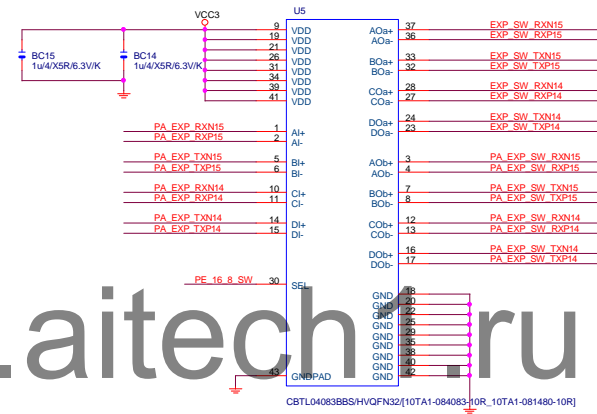 VCC3
U5
BC15
1u/4/X5R/6.3V/K
BC14
1u/4/X5R/6.3V/K
9 VDD
19 VDD
21 VDD
26 VDD
31 VDD
34 VDD
39 VDD
41 VDD
PA_EXP_RXN15 1 AI+
PA_EXP_RXP15 2 AI-
PA_EXP_TXN15 5 BI+
PA_EXP_TXP15 6 BI-
PA_EXP_RXN14 10 CI+
PA_EXP_RXP14 11 CI-
PA_EXP_TXN14 14 DI+
PA_EXP_TXP14 15 DI-
PE_16_8_SW 30 SEL
43 GNDPAD
AOa+ 37 EXP_SW_RXN15
AOa- 36 EXP_SW_RXP15
BOa+ 33 EXP_SW_TXN15
BOa- 32 EXP_SW_TXP15
COa+ 28 EXP_SW_RXN14
COa- 27 EXP_SW_RXP14
DOa+ 24 EXP_SW_TXN14
DOa- 23 EXP_SW_TXP14
AOb+ 3 PA_EXP_SW_RXN15
AOb- 4 PA_EXP_SW_RXP15
BOb+ 7 PA_EXP_SW_TXN15
BOb- 8 PA_EXP_SW_TXP15
COb+ 12 PA_EXP_SW_RXN14
COb- 13 PA_EXP_SW_RXP14
DOb+ 16 PA_EXP_SW_TXN14
DOb- 17 PA_EXP_SW_TXP14
GND 18
GND 20
GND 22
GND 25
GND 29
GND 35
GND 38
GND 40
GND 42
.aitech1.ru
CBTL04083BBS/HVQFN32/[10TA1-084083-10R_10TA1-081480-10R]